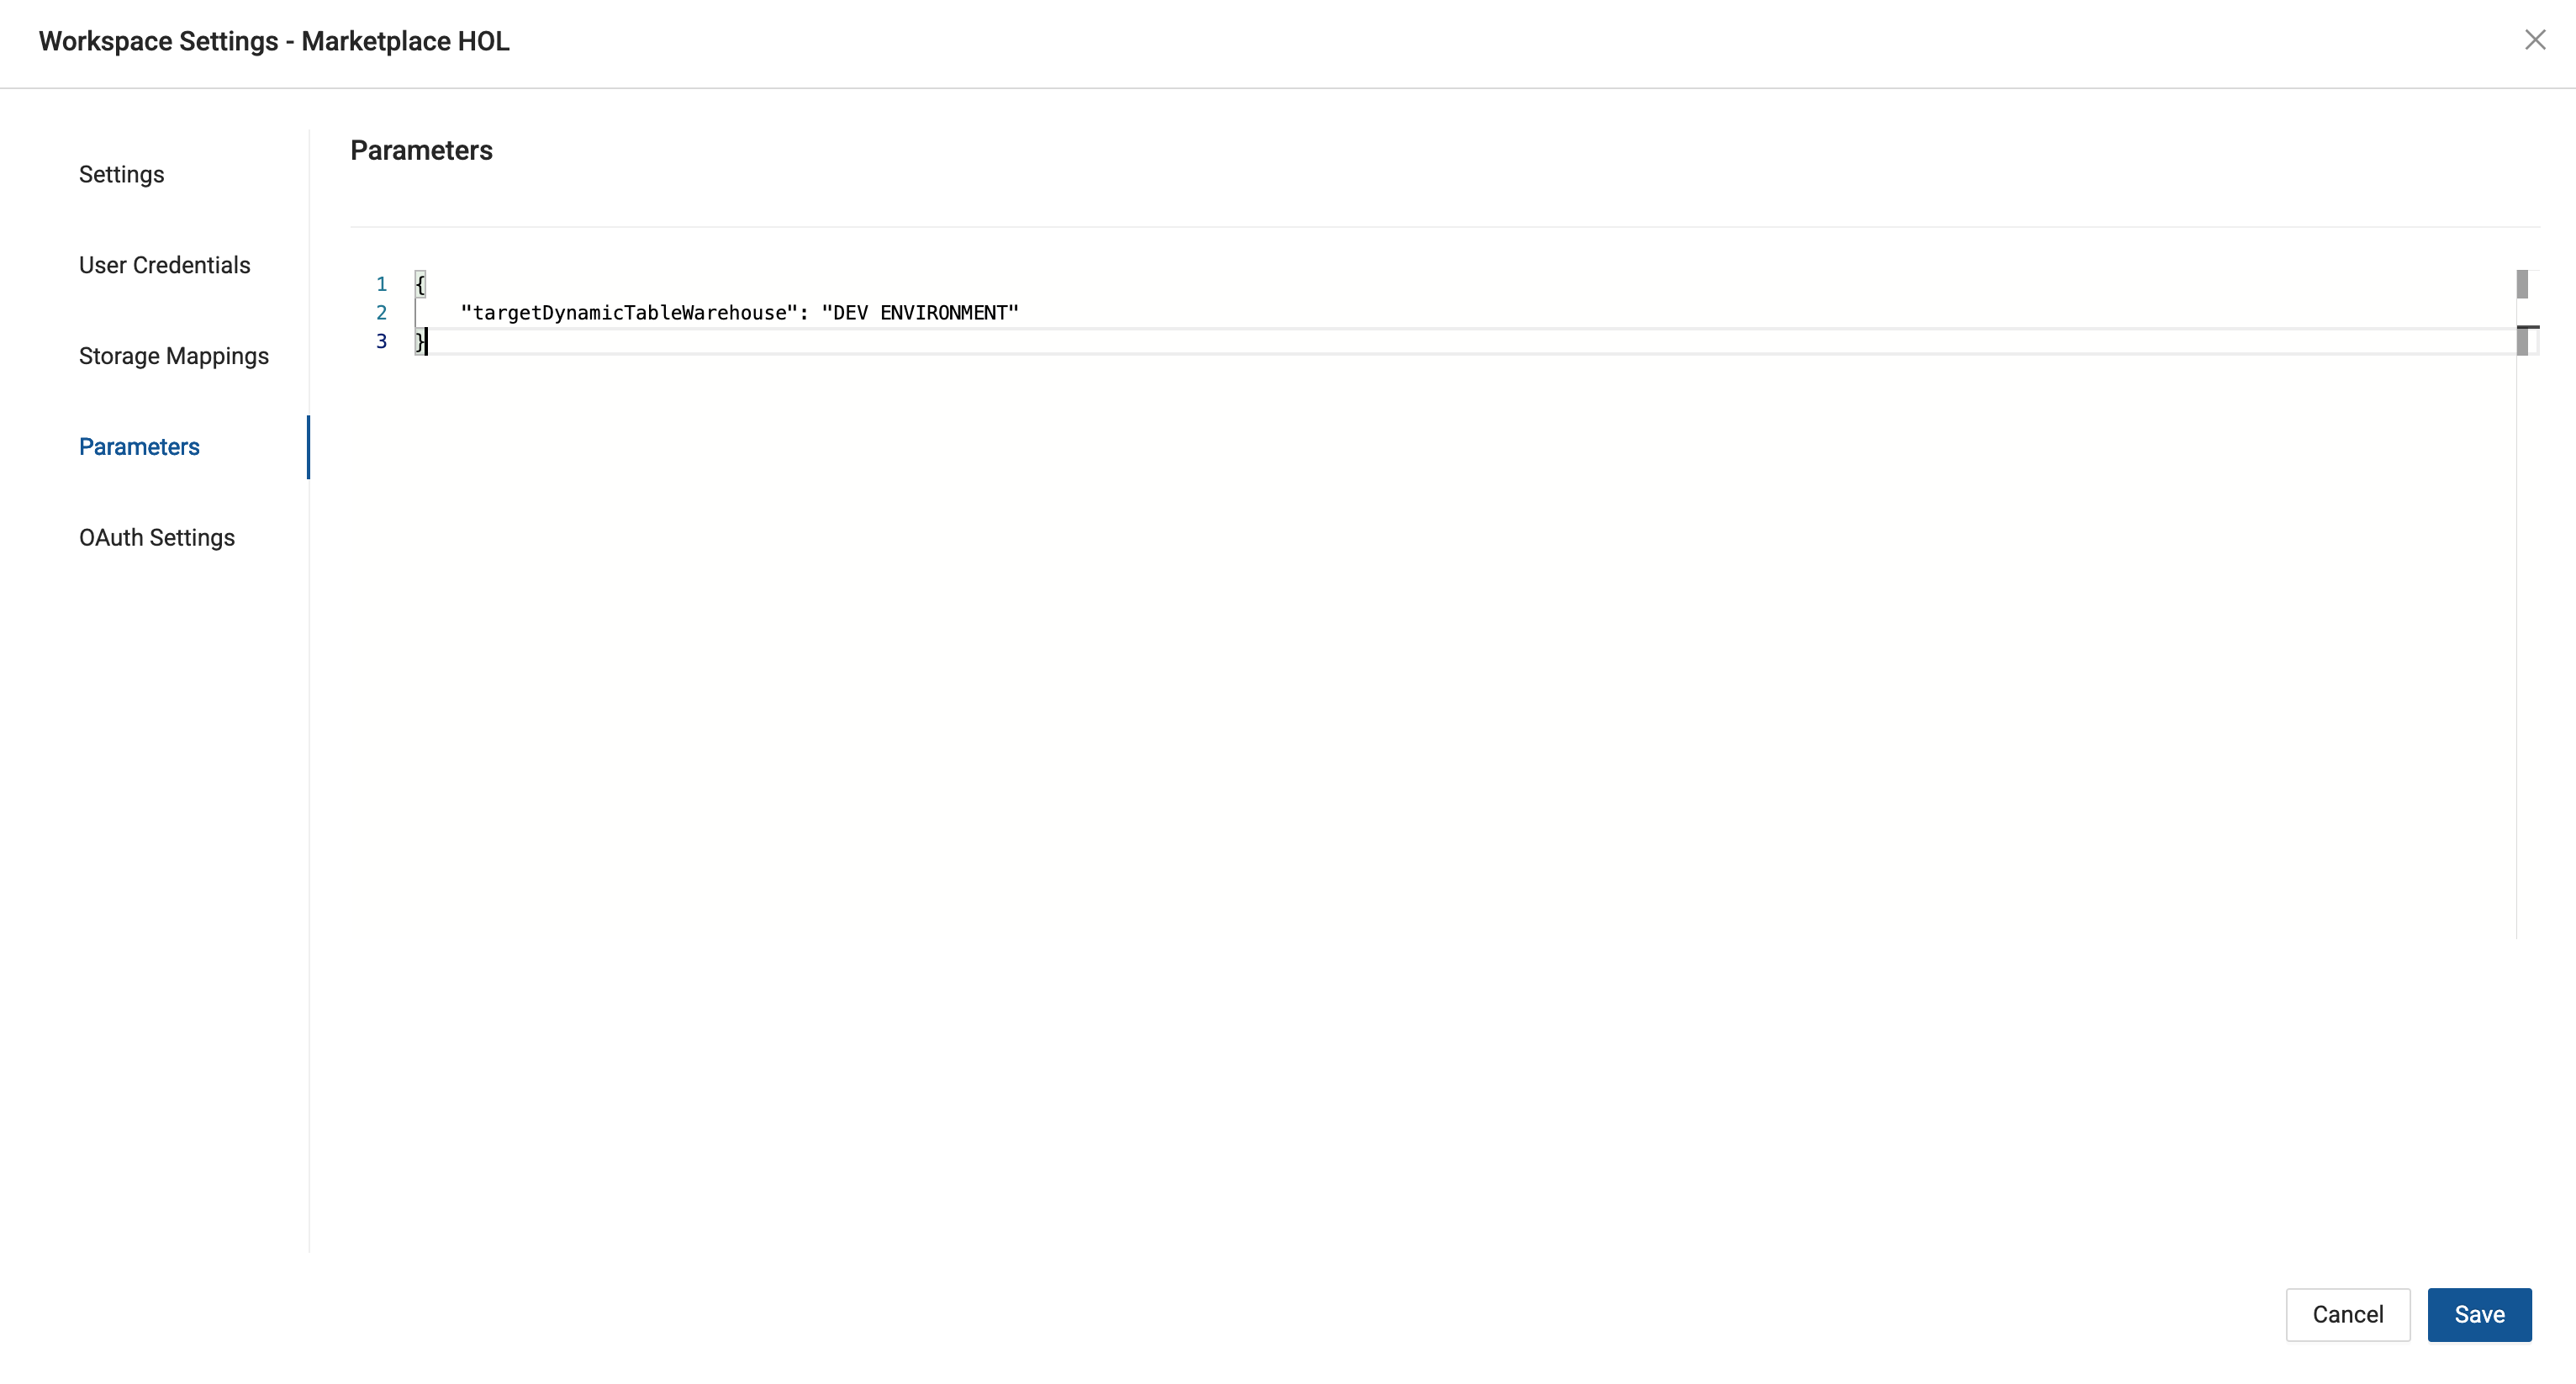 Workspace Settings - Marketplace HOL
Settings
User Credentials
Storage Mappings
Parameters
OAuth Settings
Parameters
1 {
2     "targetDynamicTableWarehouse": "DEV ENVIRONMENT"
3 }
Cancel
Save